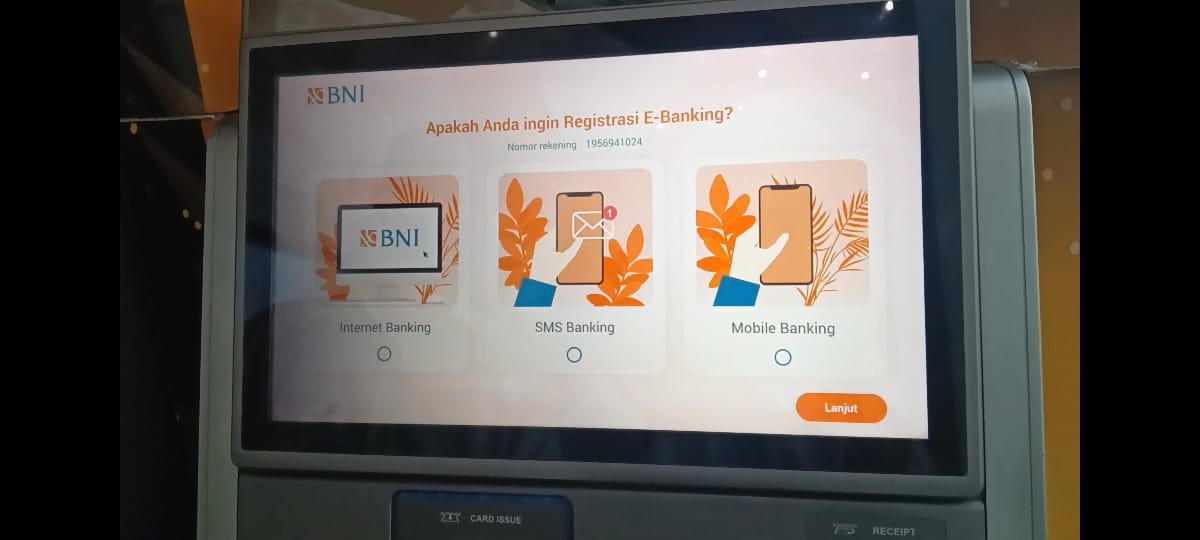 BNI
Apakah Anda ingin Registrasi E-Banking?
Nomor rekening : 1956941024
BNI
1
Internet Banking
SMS Banking
Mobile Banking
Lanjut
CARD ISSUE
RECEIPT